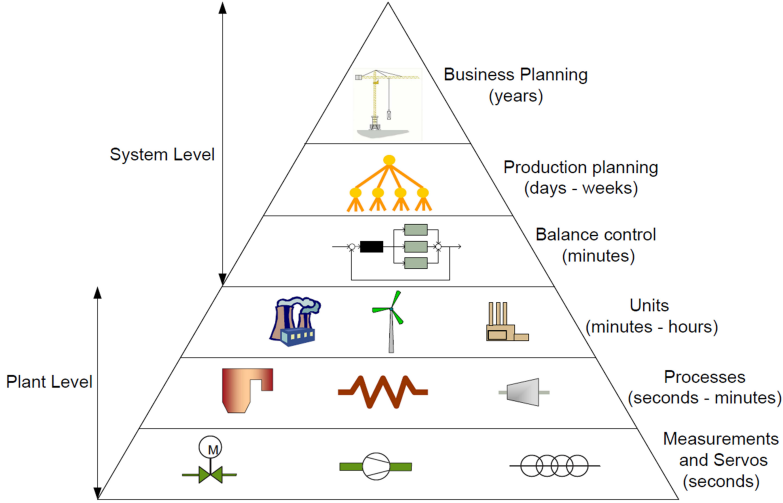 Business Planning
(years)
System Level
Production planning
(days - weeks)
Balance control
(minutes)
Units
(minutes - hours)
Plant Level
Processes
(seconds - minutes)
M
Measurements
and Servos
(seconds)